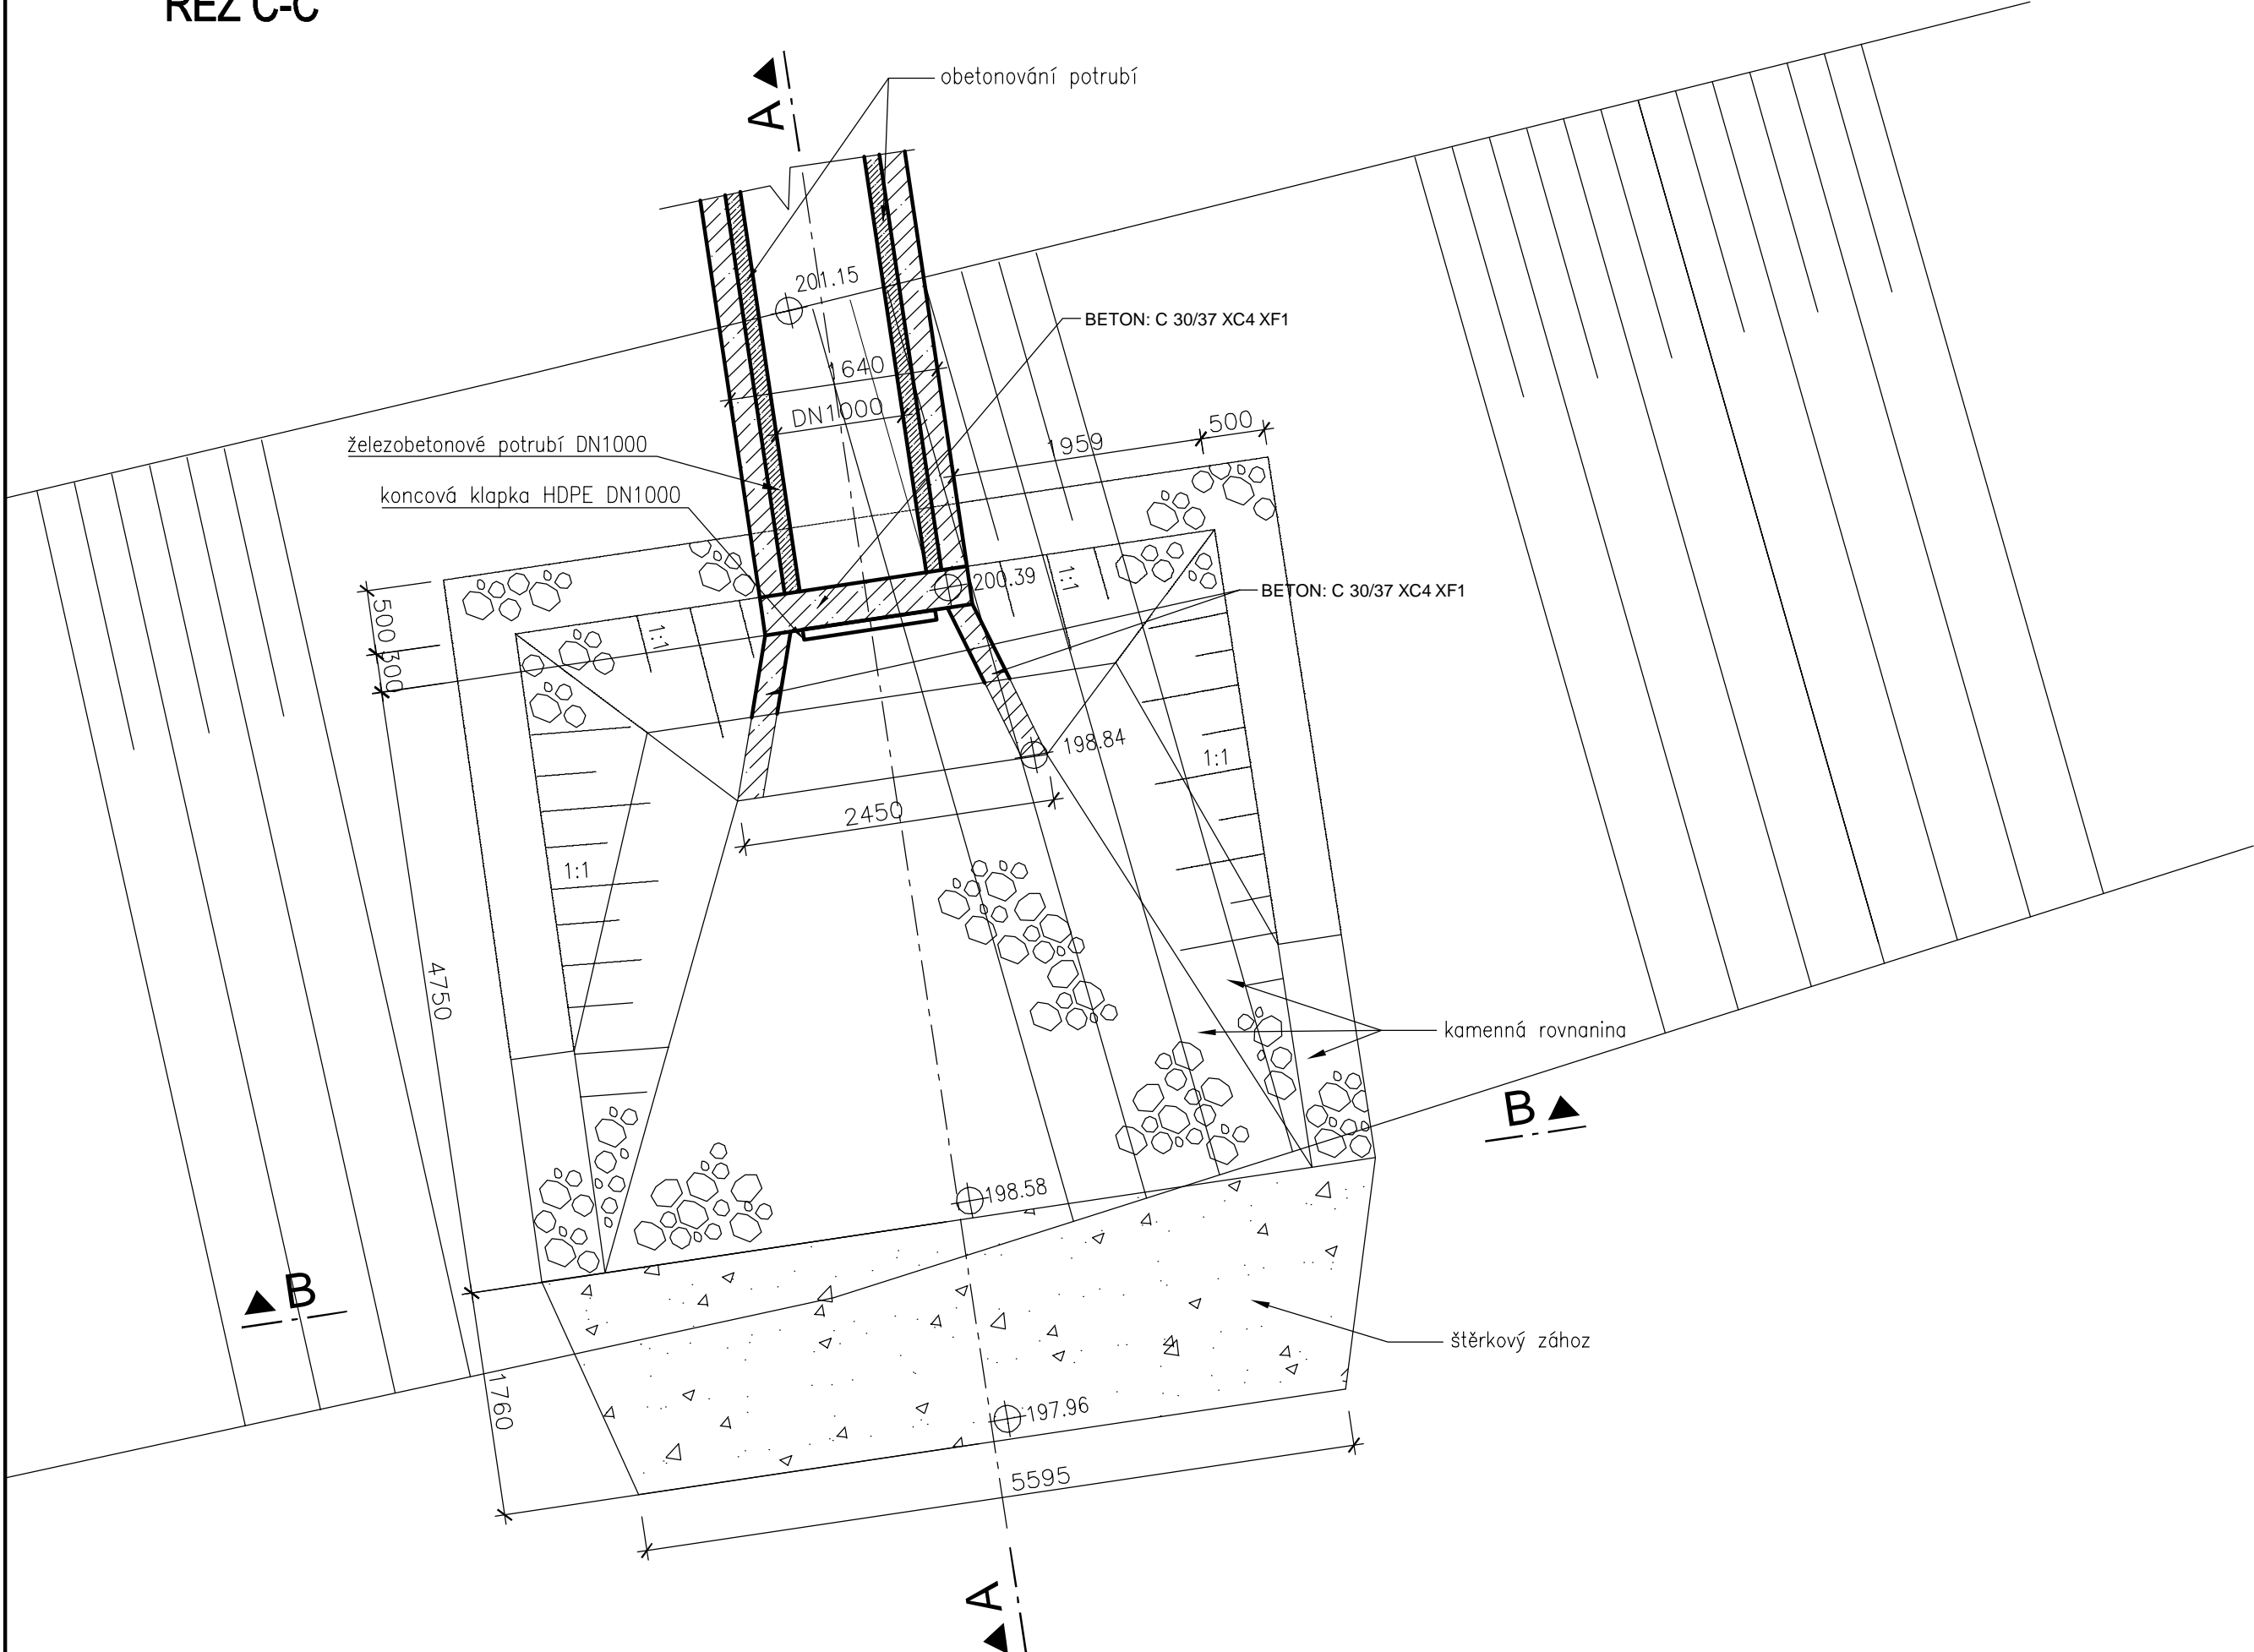 ŘEZ C-C
A
obetonování potrubí
201.15
BETON: C 30/37 XC4 XF1
1640
DN1000
500
1959
železobetonové potrubí DN1000
koncová klapka HDPE DN1000
200.39
1:1
BETON: C 30/37 XC4 XF1
500
1:1
300
198.84
1:1
2450
1:1
4750
kamenná rovnanina
B
198.58
B
štěrkový zához
1760
197.96
5595
A